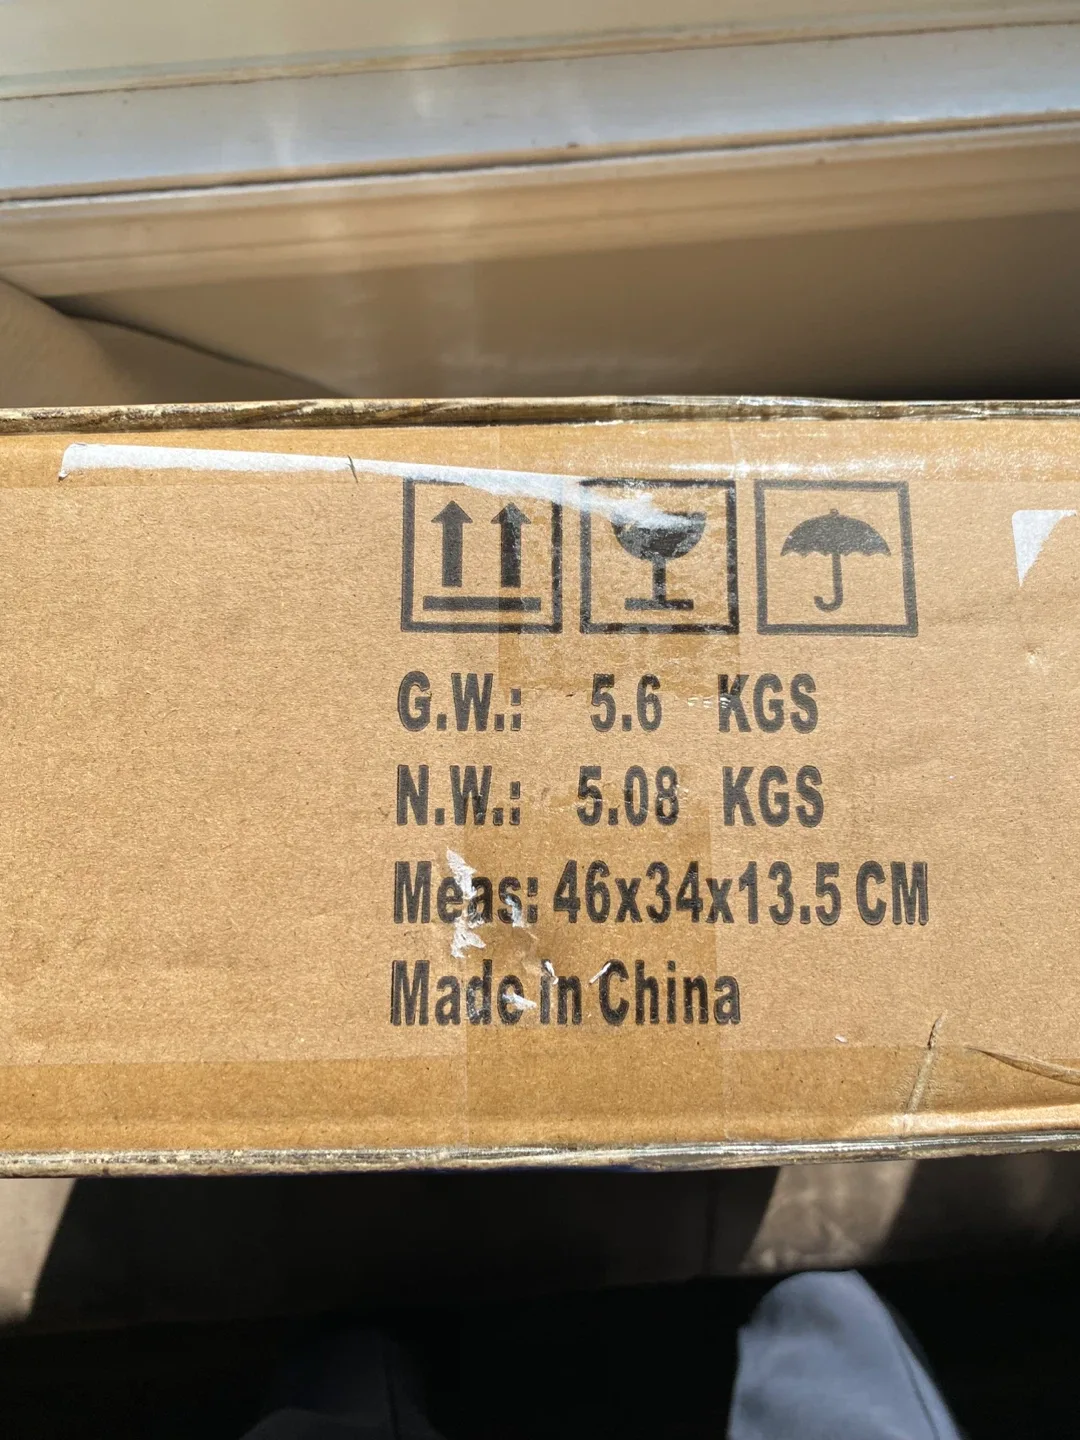 G.W.: 5.6 KGS
N.W.: 5.08 KGS
Meas: 46x34x13.5 CM
Made In China